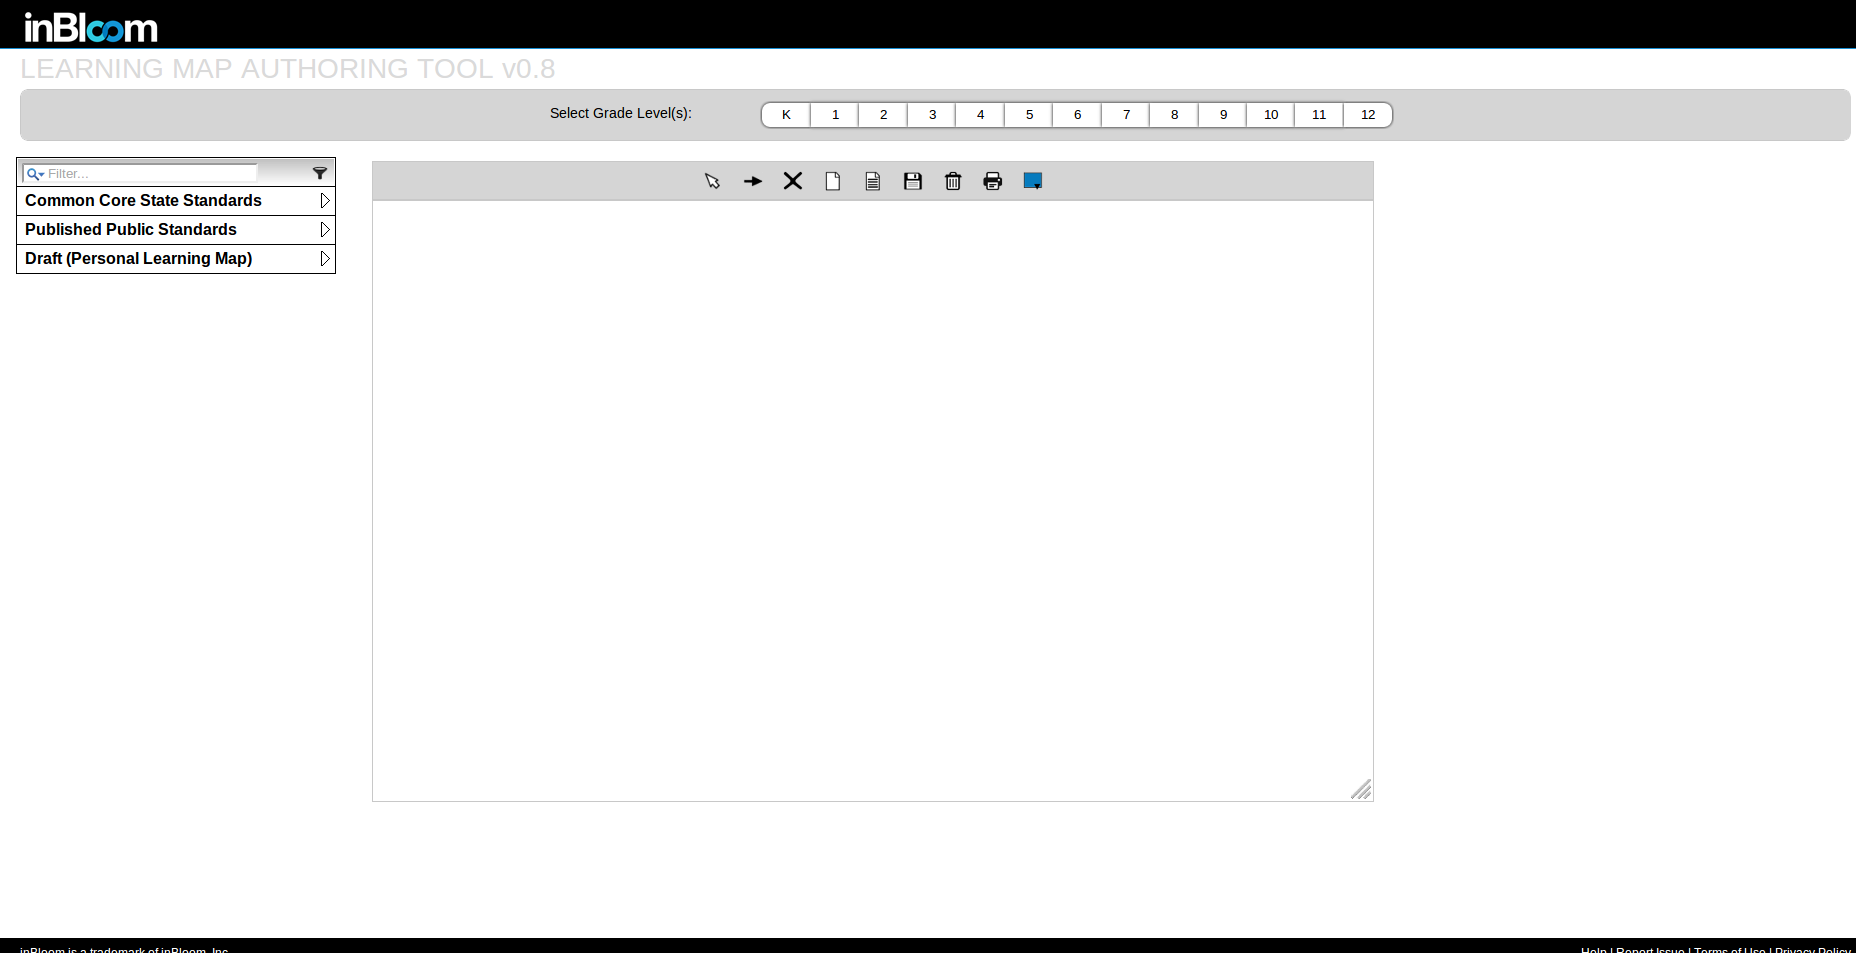 inBloom
LEARNING MAP AUTHORING TOOL v0.8
Select Grade Level(s):
K 1 2 3 4 5 6 7 8 9 10 11 12
Filter...
Common Core State Standards
Published Public Standards
Draft (Personal Learning Map)
inBloom is a trademark of inBloom, Inc.
Help | Report Issue | Terms of Use | Privacy Policy